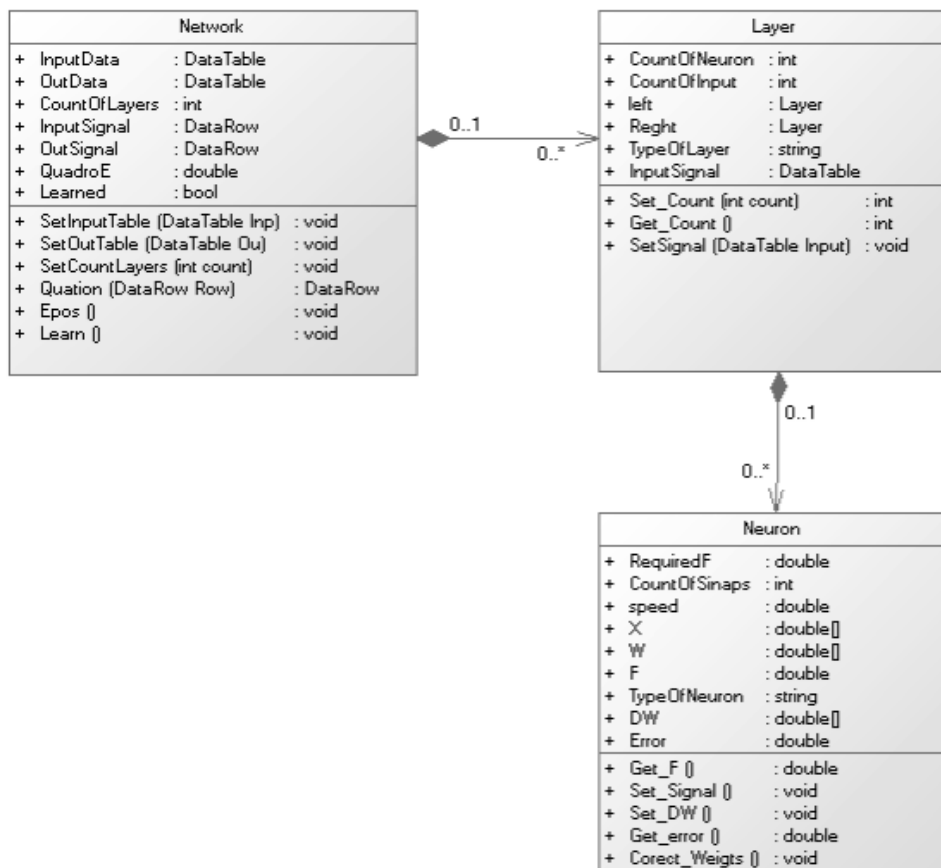 Network
+ InputData : DataTable
+ OutData : DataTable
+ CountOfLayers : int
+ InputSignal : DataRow
+ OutSignal : DataRow
+ QuadroE : double
+ Learned : bool
+ SetInputTable (DataTable Inp) : void
+ SetOutTable (DataTable Ou) : void
+ SetCountLayers (int count) : void
+ Quation (DataRow Row) : DataRow
+ Epos () : void
+ Learn () : void
0..1
0..*
Layer
+ CountOfNeuron : int
+ CountOfInput : int
+ left : Layer
+ Reght : Layer
+ TypeOfLayer : string
+ InputSignal : DataTable
+ Set_Count (int count) : int
+ Get_Count () : int
+ SetSignal (DataTable Input) : void
0..1
0..*
Neuron
+ RequiredF : double
+ CountOfSinaps : int
+ speed : double
+ X : double[]
+ W : double[]
+ F : double
+ TypeOfNeuron : string
+ DW : double[]
+ Error : double
+ Get_F () : double
+ Set_Signal () : void
+ Set_DW () : void
+ Get_error () : double
+ Corect_Weigts () : void